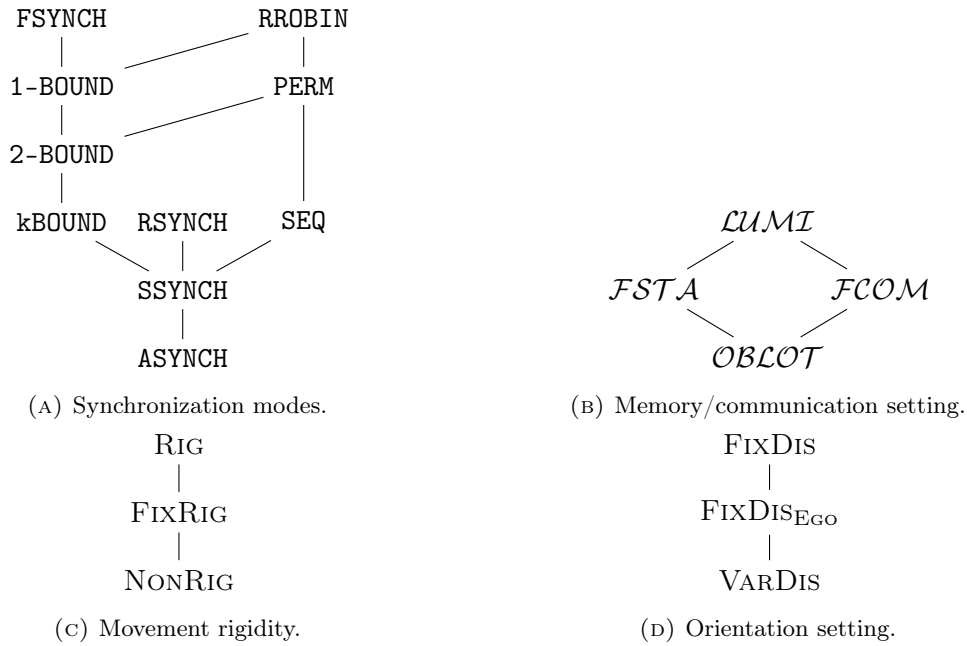 FSYNCH RROBIN
1-BOUND PERM
2-BOUND
kBOUND RSYNCH SEQ
SSYNCH
ASYNCH
(A) Synchronization modes.
LUMI
FSTA FCOM
OBLOT
(B) Memory/communication setting.
RIG
FIXRIG
NONRIG
(C) Movement rigidity.
FIXDIS
FIXDIS_EGO
VARDIS
(D) Orientation setting.